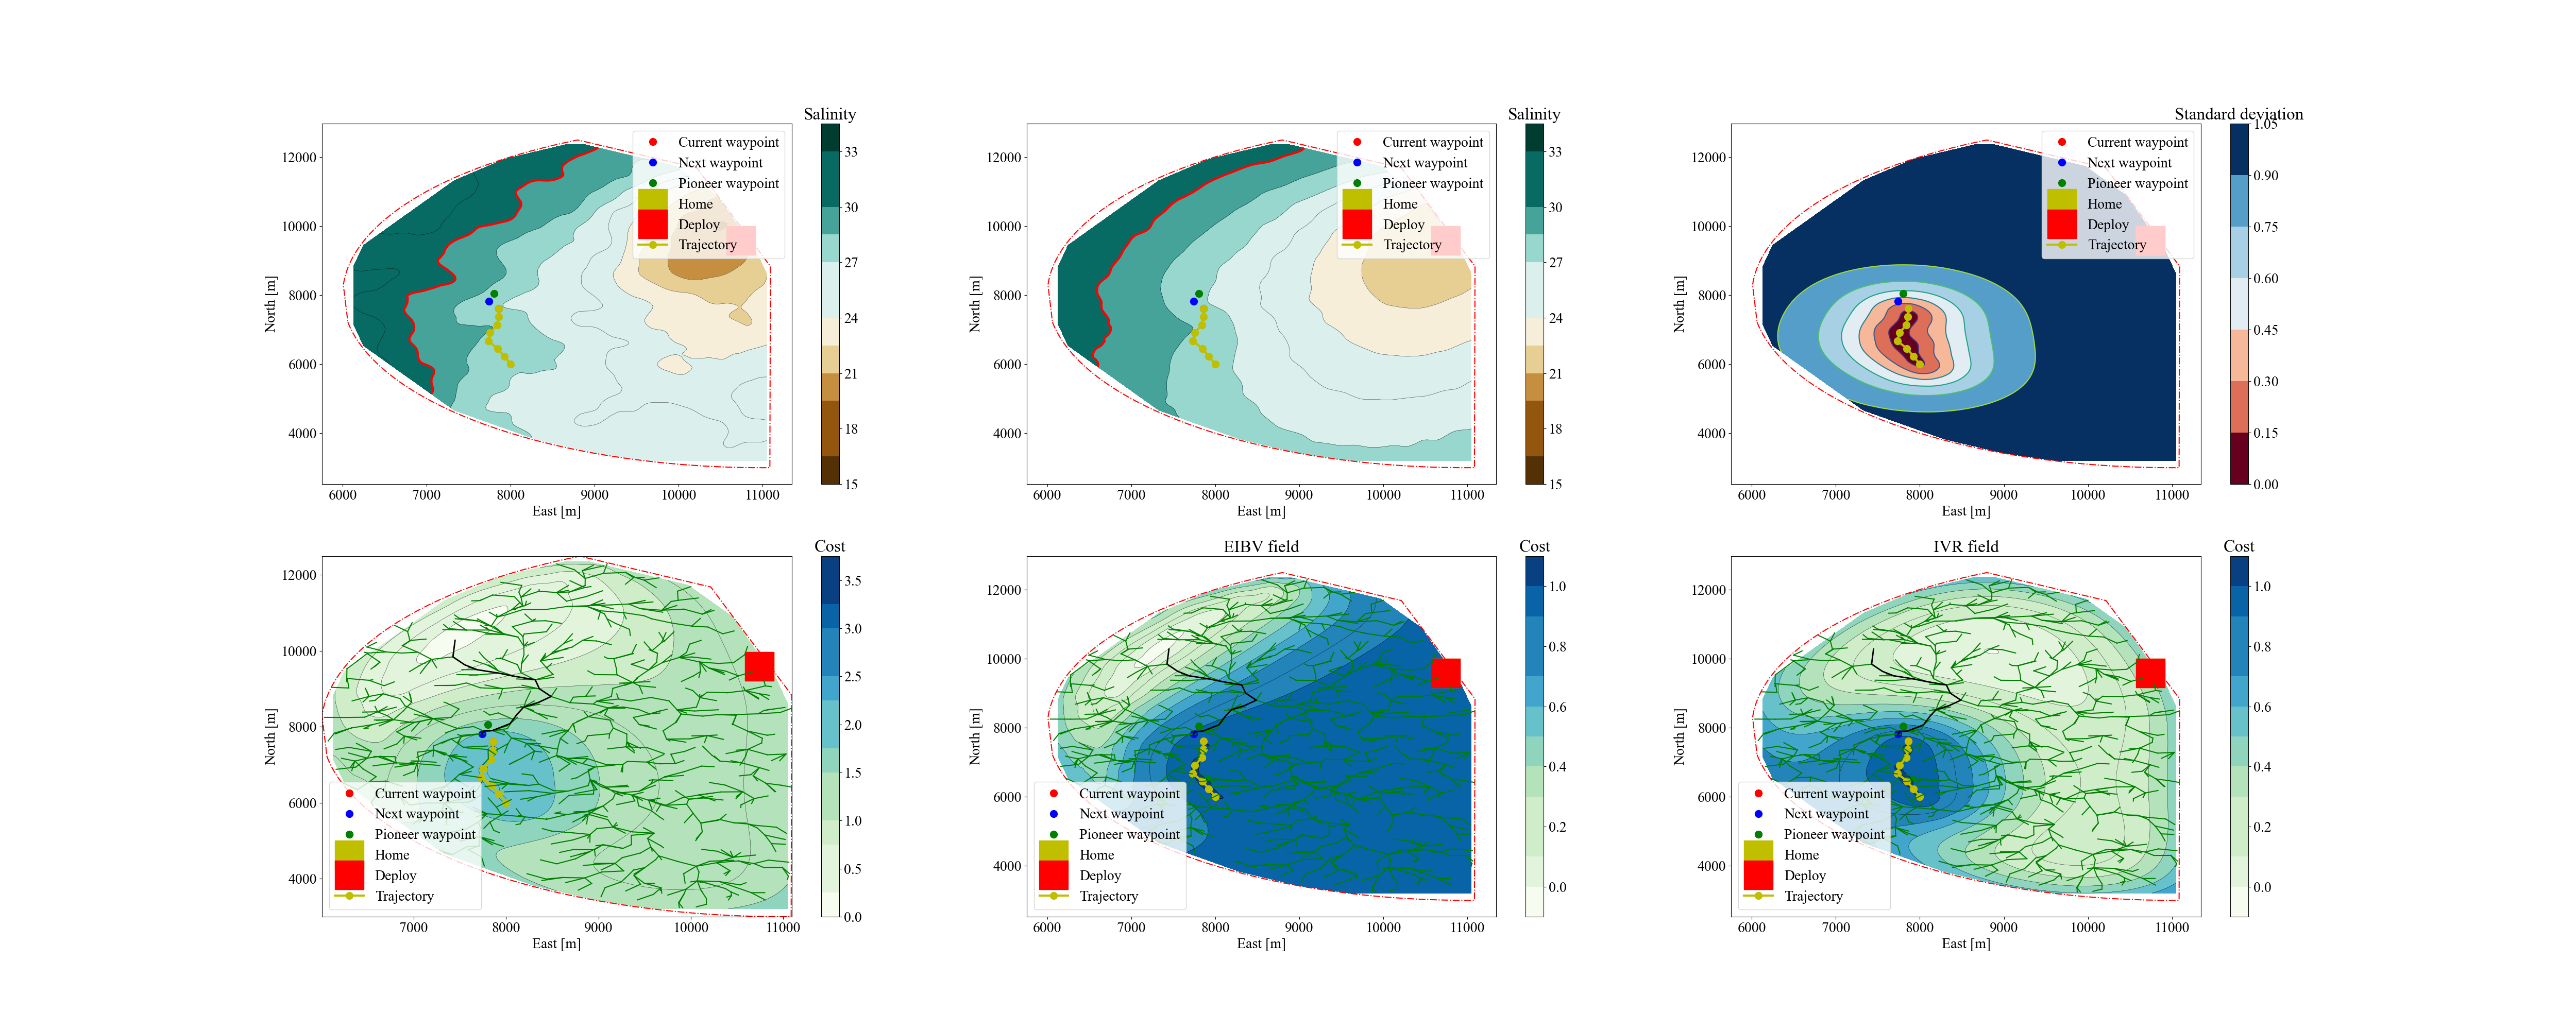 Salinity
Current waypoint
Next waypoint
Pioneer waypoint
Home
Deploy
Trajectory
12000
10000
8000
6000
4000
North [m]
6000 7000 8000 9000 10000 11000
East [m]
33
30
27
24
21
18
15
Salinity
Current waypoint
Next waypoint
Pioneer waypoint
Home
Deploy
Trajectory
12000
10000
8000
6000
4000
North [m]
6000 7000 8000 9000 10000 11000
East [m]
33
30
27
24
21
18
15
Standard deviation
Current waypoint
Next waypoint
Pioneer waypoint
Home
Deploy
Trajectory
12000
10000
8000
6000
4000
North [m]
6000 7000 8000 9000 10000 11000
East [m]
1.05
0.90
0.75
0.60
0.45
0.30
0.15
0.00
Cost
12000
10000
8000
6000
4000
North [m]
Current waypoint
Next waypoint
Pioneer waypoint
Home
Deploy
Trajectory
7000 8000 9000 10000 11000
East [m]
3.5
3.0
2.5
2.0
1.5
1.0
0.5
0.0
EIBV field
Cost
12000
10000
8000
6000
4000
North [m]
Current waypoint
Next waypoint
Pioneer waypoint
Home
Deploy
Trajectory
6000 7000 8000 9000 10000 11000
East [m]
1.0
0.8
0.6
0.4
0.2
0.0
IVR field
Cost
12000
10000
8000
6000
4000
North [m]
Current waypoint
Next waypoint
Pioneer waypoint
Home
Deploy
Trajectory
6000 7000 8000 9000 10000 11000
East [m]
1.0
0.8
0.6
0.4
0.2
0.0